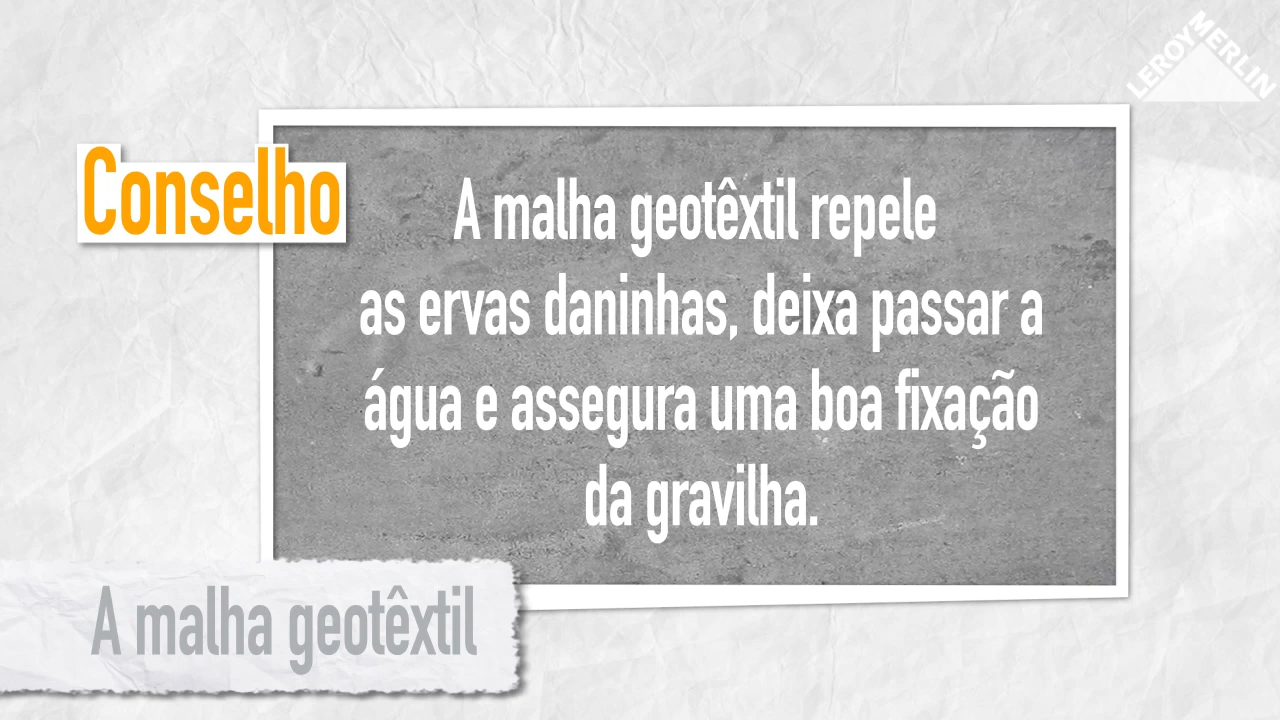 LEROY MERLIN
Conselho
A malha geotêxtil repele
as ervas daninhas, deixa passar a
água e assegura uma boa fixação
da gravilha.
A malha geotêxtil